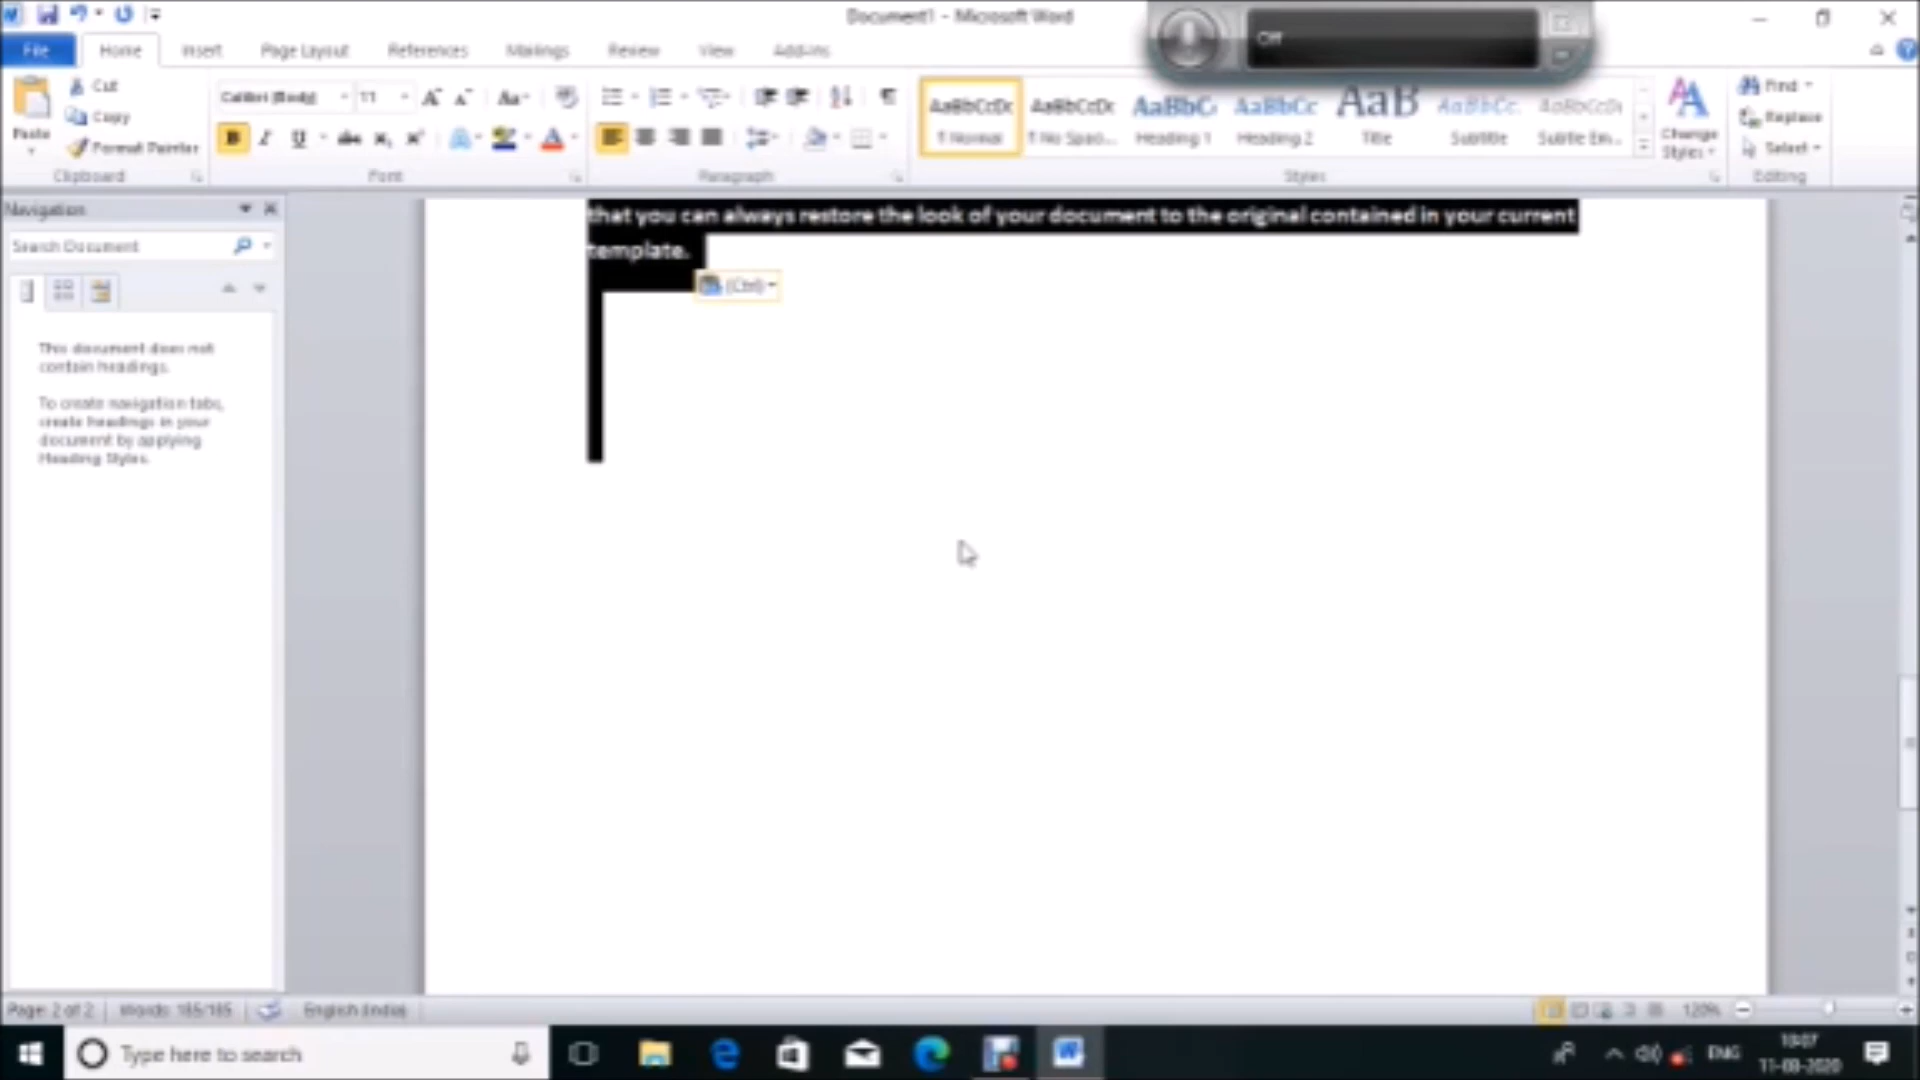 Document1 - Microsoft Word
Off
File Home Insert Page Layout References Mailings Review View Add-Ins
Paste
Cut
Copy
Format Painter
Clipboard
Calibri (Body) 11
Font
Paragraph
AaBbCcDc AaBbCcDc AaBbC AaBbCc AaB AaBbCc. AaBbCcDc
¶ Normal ¶ No Spaci... Heading 1 Heading 2 Title Subtitle Subtle Em...
Change
Styles
Styles
Find
Replace
Select
Editing
Navigation
Search Document
This document does not
contain headings.
To create navigation tabs,
create headings in your
document by applying
Heading Styles.
that you can always restore the look of your document to the original contained in your current
template.
(Ctrl)
Page: 2 of 2 Words: 185/185 English (India) 120%
Type here to search
ENG
11-08-2020